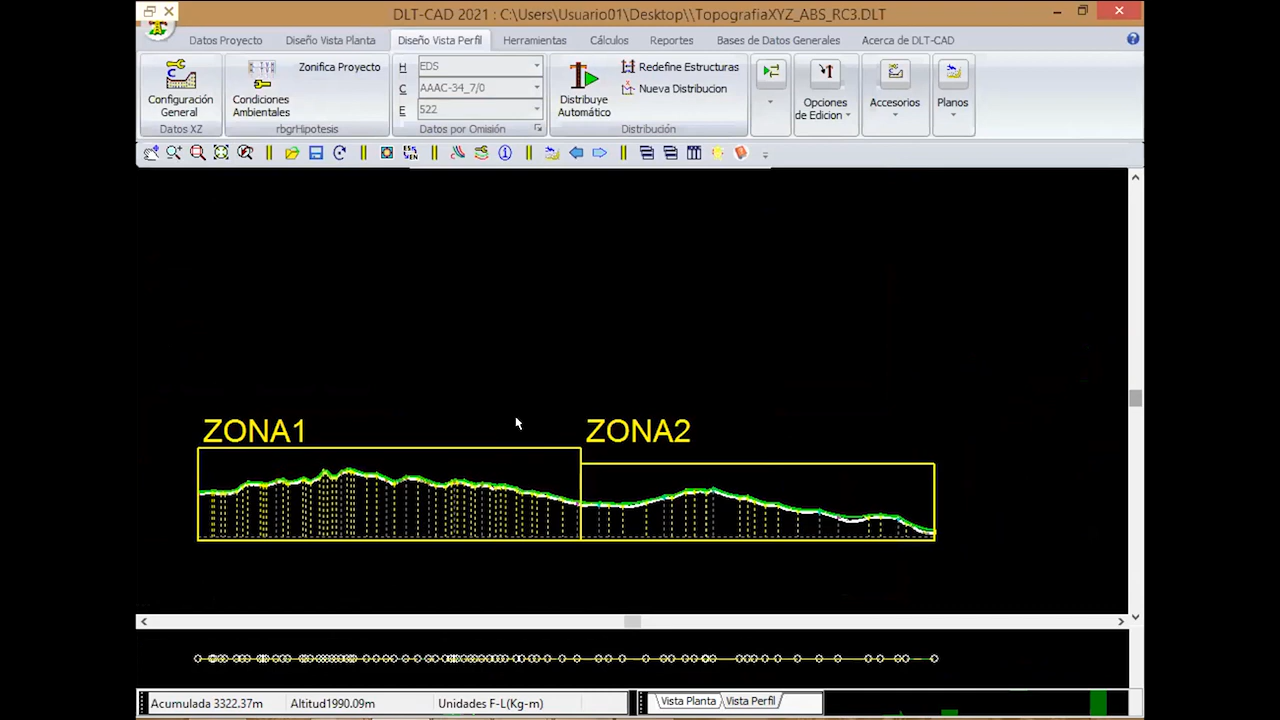 DLT-CAD 2021 : C:\Users\Usuario01\Desktop\\TopografiaXYZ_ABS_RC3.DLT
Datos Proyecto Diseño Vista Planta Diseño Vista Perfil Herramientas Cálculos Reportes Bases de Datos Generales Acerca de DLT-CAD
Configuración
General
Datos XZ
Condiciones
Ambientales
Zonifica Proyecto
rbgrHipotesis
H EDS
C AAAC-34_7/0
E 522
Datos por Omisión
Distribuye
Automático
Redefine Estructuras
Nueva Distribucion
Distribución
Opciones
de Edicion
Accesorios
Planos
ZONA1
ZONA2
Acumulada 3322.37m Altitud1990.09m Unidades F-L(Kg-m) Vista Planta Vista Perfil